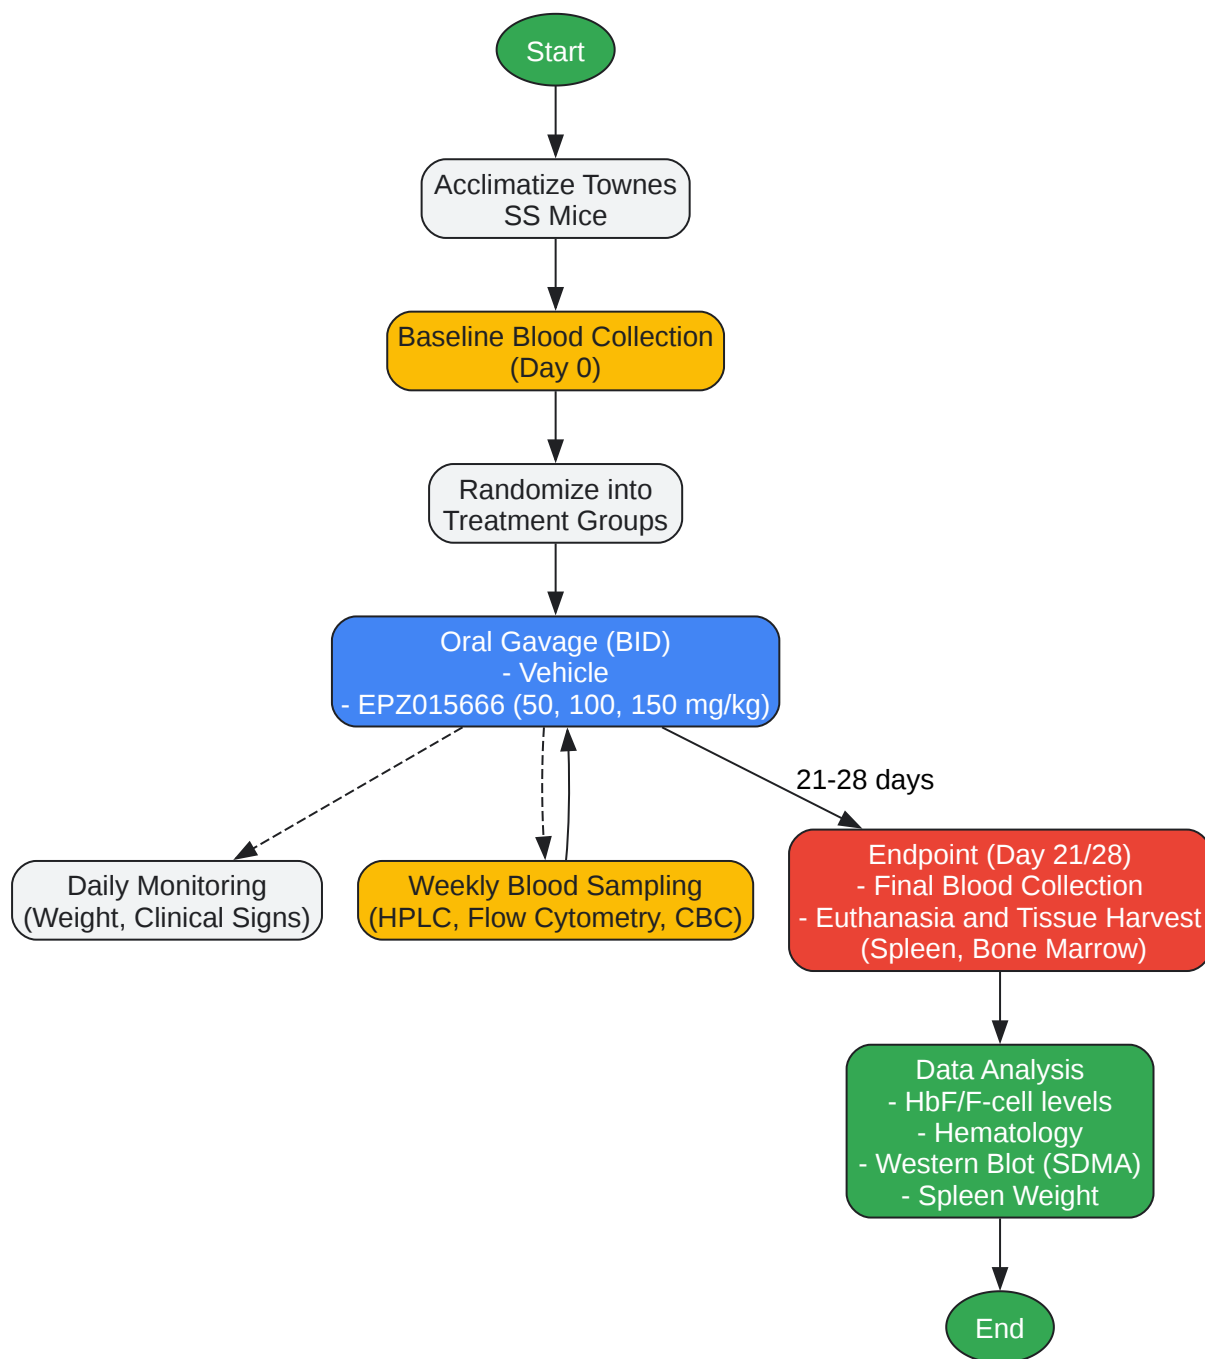 Start
Acclimatize Townes
SS Mice
Baseline Blood Collection
(Day 0)
Randomize into
Treatment Groups
Oral Gavage (BID)
- Vehicle
- EPZ015666 (50, 100, 150 mg/kg)
21-28 days
Daily Monitoring
(Weight, Clinical Signs)
Weekly Blood Sampling
(HPLC, Flow Cytometry, CBC)
Endpoint (Day 21/28)
- Final Blood Collection
- Euthanasia and Tissue Harvest
(Spleen, Bone Marrow)
Data Analysis
- HbF/F-cell levels
- Hematology
- Western Blot (SDMA)
- Spleen Weight
End